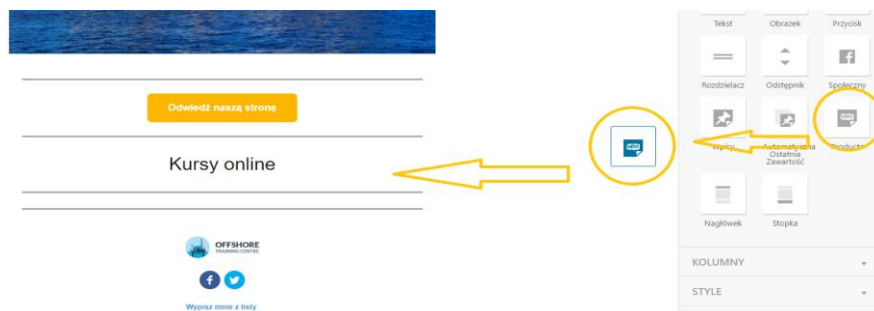 Odwiedź naszą stronę
Kursy online
OFFSHORE
TRAINING CENTRE
Wypisz mnie z listy
Tekst
Obrazek
Przycisk
Rozdzielacz
Odstępnik
Społeczny
Wpisy
Automatyczna
Ostatnia
Zawartość
Products
Nagłówek
Stopka
KOLUMNY
STYLE